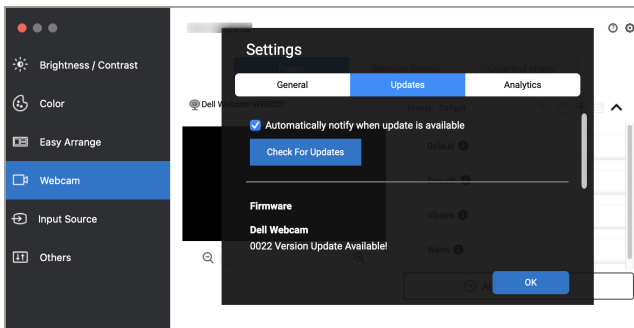 Settings
General
Updates
Analytics
Brightness / Contrast
Color
Easy Arrange
Webcam
Input Source
Others
Dell Webcam WB5023
Preset: Default
Automatically notify when update is available
Check For Updates
Default
Smooth
Vibrant
Warm
Firmware
Dell Webcam
0022 Version Update Available!
OK